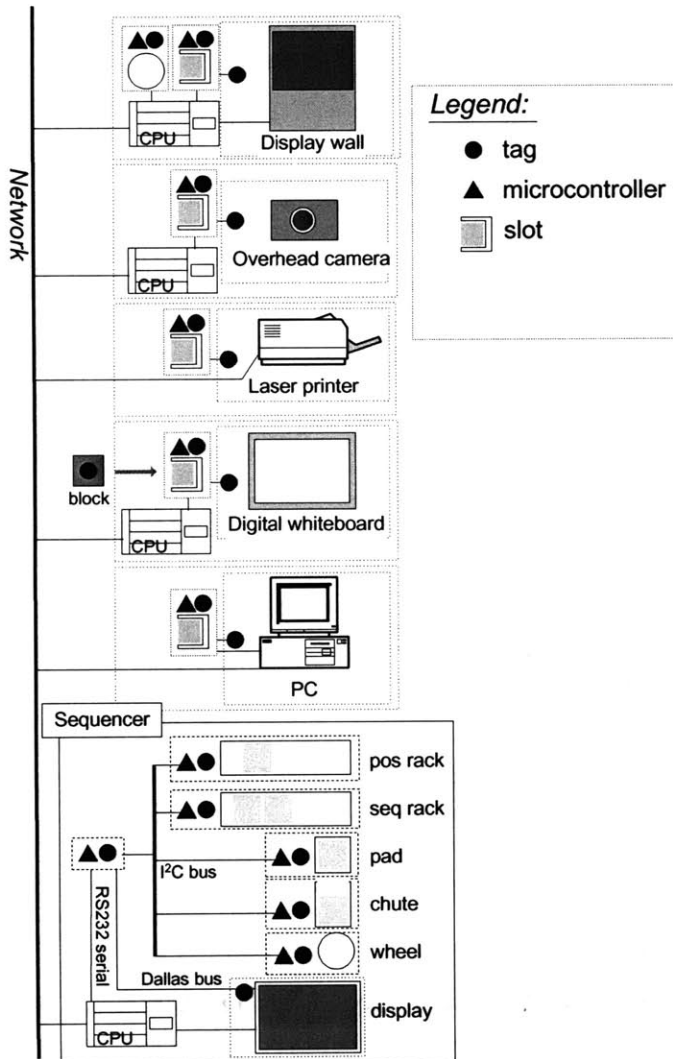 Network
CPU
Display wall
Legend:
tag
microcontroller
slot
CPU
Overhead camera
Laser printer
block
CPU
Digital whiteboard
PC
Sequencer
pos rack
seq rack
pad
I²C bus
chute
RS232 serial
wheel
Dallas bus
display
CPU